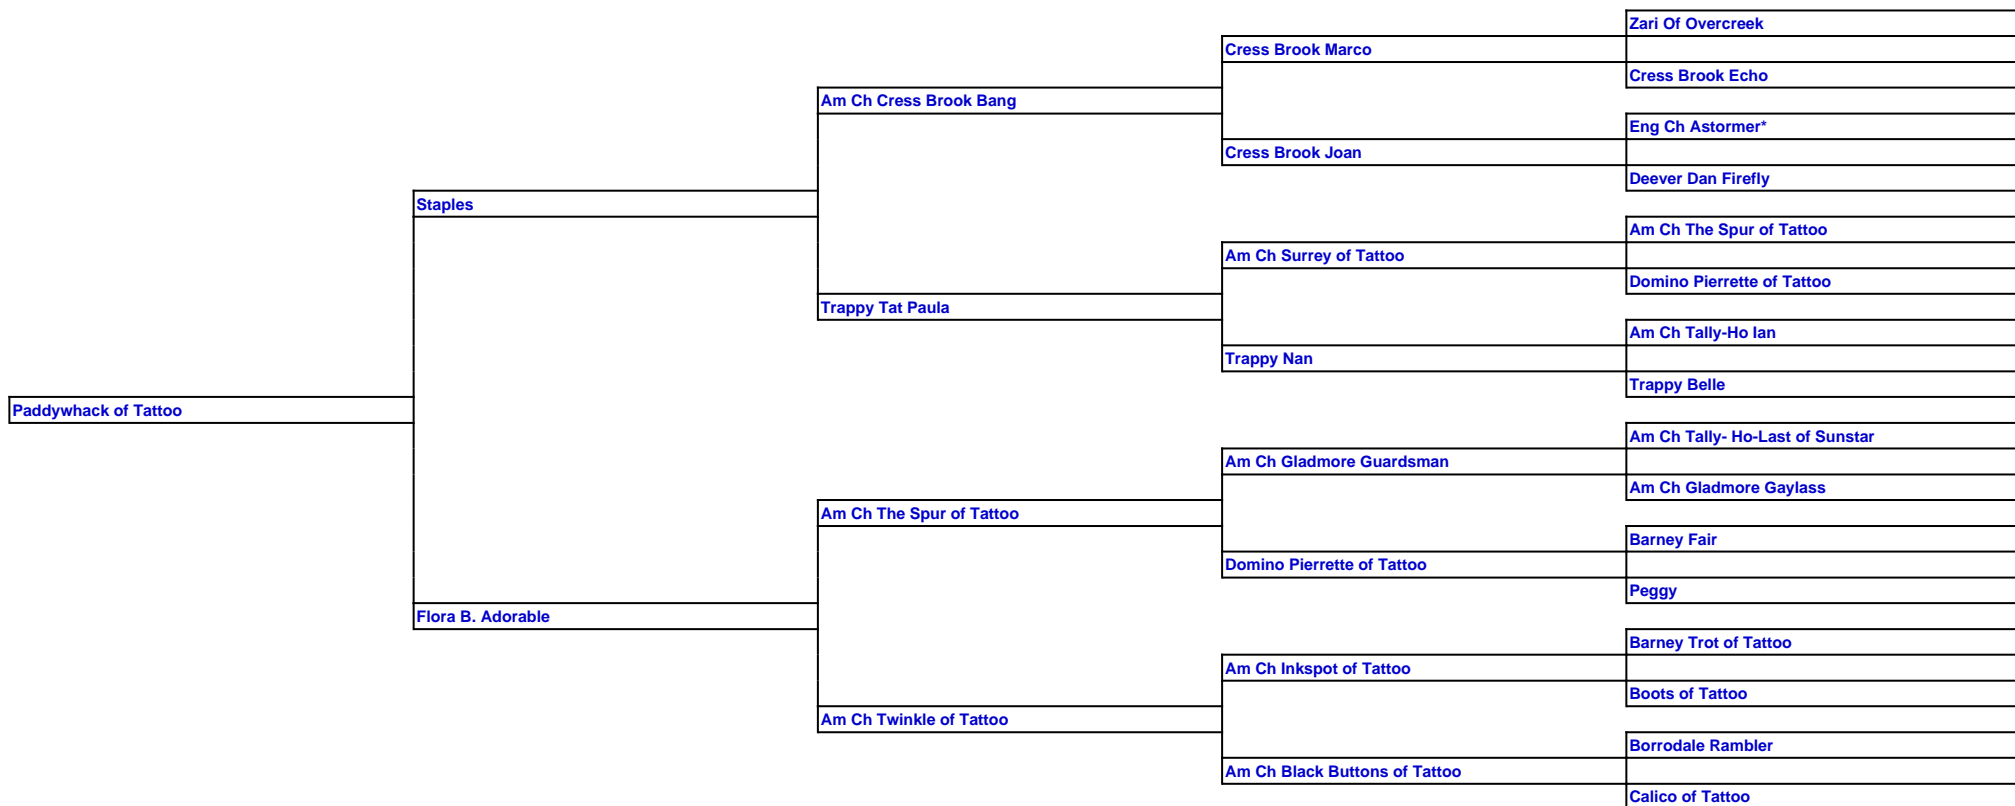 Zari Of Overcreek
Cress Brook Marco
Cress Brook Echo
Am Ch Cress Brook Bang
Eng Ch Astormer*
Cress Brook Joan
Deever Dan Firefly
Staples
Am Ch The Spur of Tattoo
Am Ch Surrey of Tattoo
Domino Pierrette of Tattoo
Trappy Tat Paula
Am Ch Tally-Ho Ian
Trappy Nan
Trappy Belle
Paddywhack of Tattoo
Am Ch Tally- Ho-Last of Sunstar
Am Ch Gladmore Guardsman
Am Ch Gladmore Gaylass
Am Ch The Spur of Tattoo
Barney Fair
Domino Pierrette of Tattoo
Peggy
Flora B. Adorable
Barney Trot of Tattoo
Am Ch Inkspot of Tattoo
Boots of Tattoo
Am Ch Twinkle of Tattoo
Borrodale Rambler
Am Ch Black Buttons of Tattoo
Calico of Tattoo